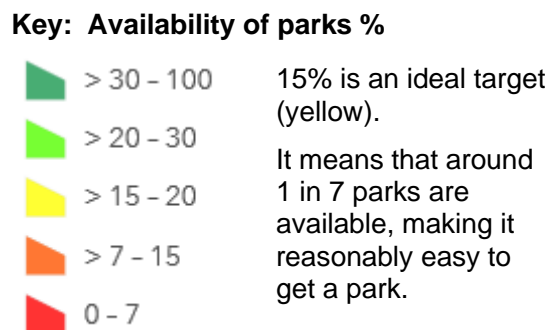 Key: Availability of parks %
> 30 – 100
15% is an ideal target
(yellow).
> 20 – 30
It means that around
1 in 7 parks are
> 15 – 20
available, making it
reasonably easy to
> 7 – 15
get a park.
0 – 7